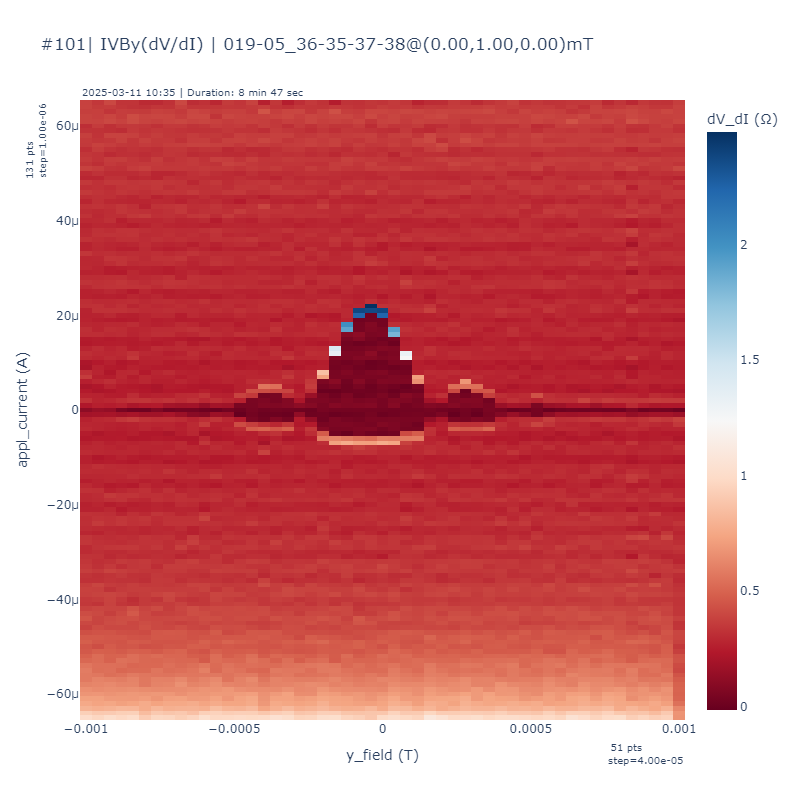 #101| IVBy(dV/dI) | 019-05_36-35-37-38@(0.00,1.00,0.00)mT
2025-03-11 10:35 | Duration: 8 min 47 sec
131 pts
step=1.00e-06
dV_dI (Ω)
60μ
40μ
20μ
0
−20μ
−40μ
−60μ
appl_current (A)
2
1.5
1
0.5
0
−0.001
−0.0005
0
0.0005
0.001
y_field (T)
51 pts
step=4.00e-05